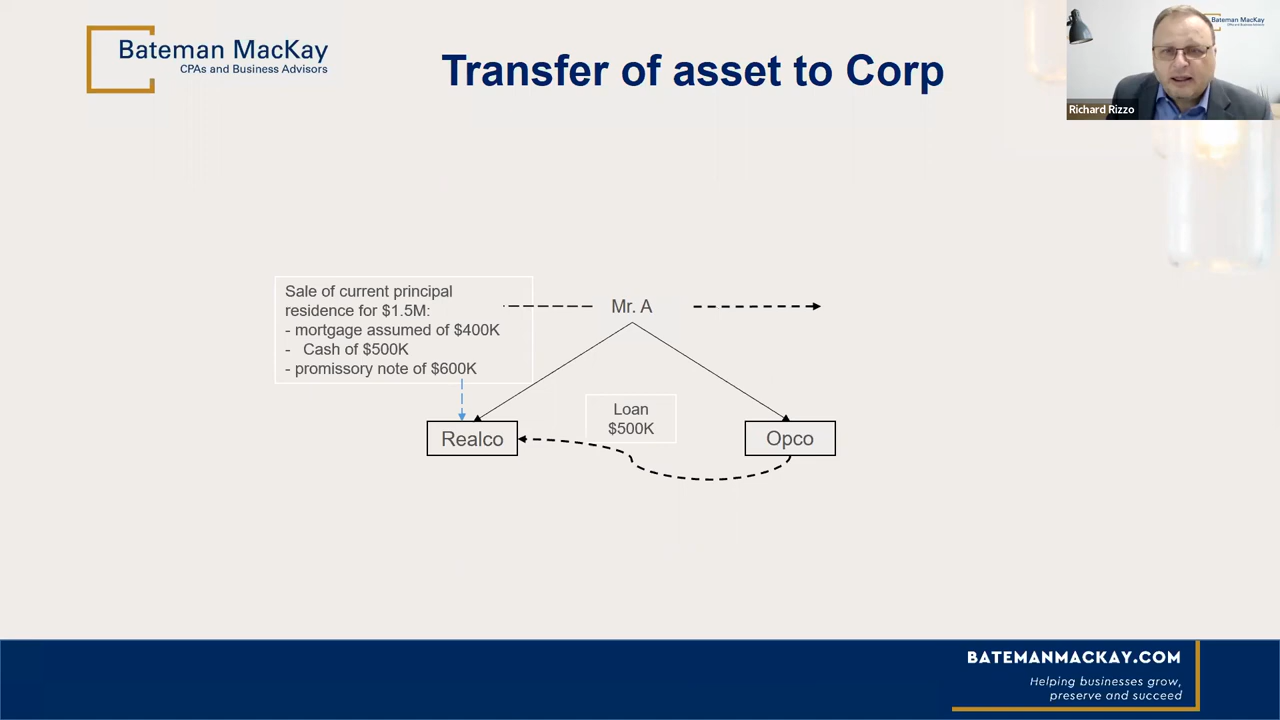 Bateman MacKay
CPAs and Business Advisors
Transfer of asset to Corp
Bateman MacKay
Richard Rizzo
Sale of current principal
residence for $1.5M:
- mortgage assumed of $400K
- Cash of $500K
- promissory note of $600K
Mr. A
Loan
$500K
Realco
Opco
BATEMANMACKAY.COM
Helping businesses grow,
preserve and succeed